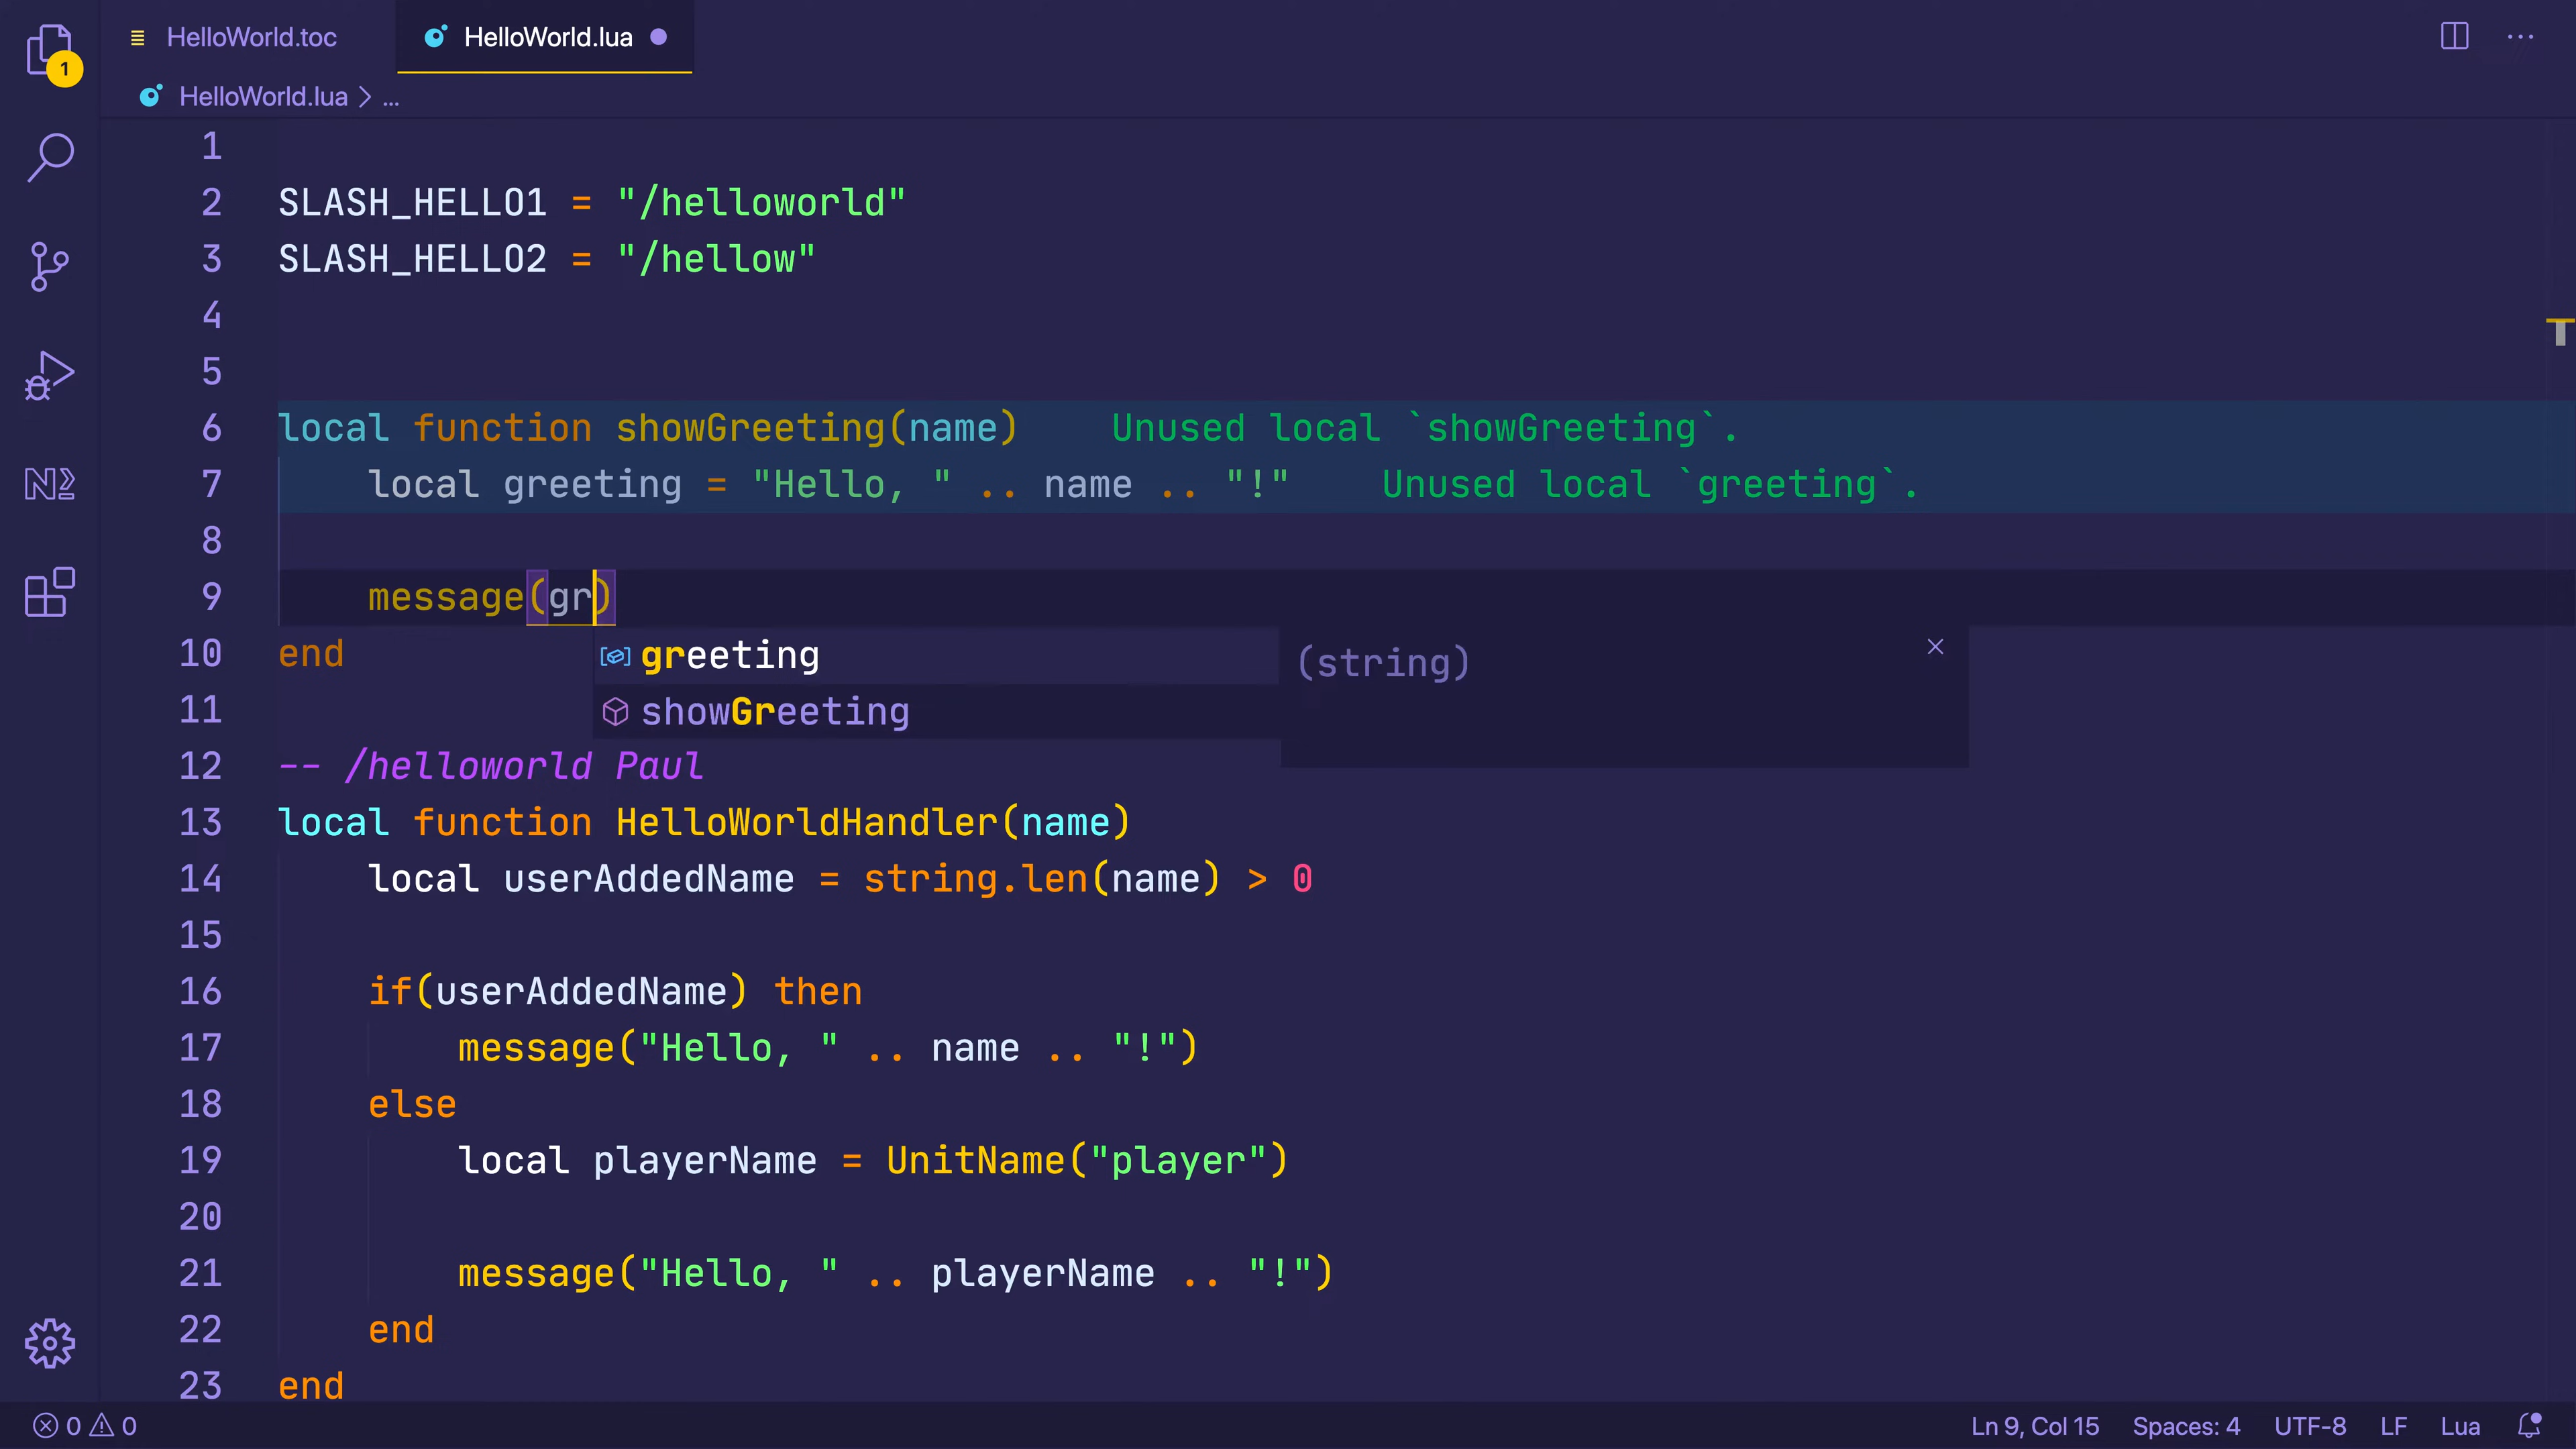 HelloWorld.toc
HelloWorld.lua
1
HelloWorld.lua > ...
1
2 SLASH_HELLO1 = "/helloworld"
3 SLASH_HELLO2 = "/hellow"
4
5
6 local function showGreeting(name) Unused local `showGreeting`.
7 local greeting = "Hello, " .. name .. "!" Unused local `greeting`.
8
9 message(gr)
greeting
(string)
showGreeting
10 end
11
12 -- /helloworld Paul
13 local function HelloWorldHandler(name)
14 local userAddedName = string.len(name) > 0
15
16 if(userAddedName) then
17 message("Hello, " .. name .. "!")
18 else
19 local playerName = UnitName("player")
20
21 message("Hello, " .. playerName .. "!")
22 end
23 end
0 0 Ln 9, Col 15 Spaces: 4 UTF-8 LF Lua